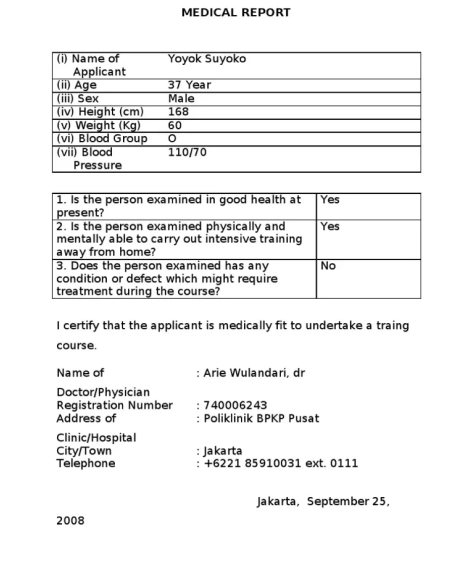 MEDICAL REPORT
(i) Name of Yoyok Suyoko
Applicant
(ii) Age 37 Year
(iii) Sex Male
(iv) Height (cm) 168
(v) Weight (Kg) 60
(vi) Blood Group O
(vii) Blood 110/70
Pressure
1. Is the person examined in good health at Yes
present?
2. Is the person examined physically and Yes
mentally able to carry out intensive training
away from home?
3. Does the person examined has any No
condition or defect which might require
treatment during the course?
I certify that the applicant is medically fit to undertake a traing
course.
Name of : Arie Wulandari, dr
Doctor/Physician
Registration Number : 740006243
Address of : Poliklinik BPKP Pusat
Clinic/Hospital
City/Town : Jakarta
Telephone : +6221 85910031 ext. 0111
Jakarta, September 25,
2008